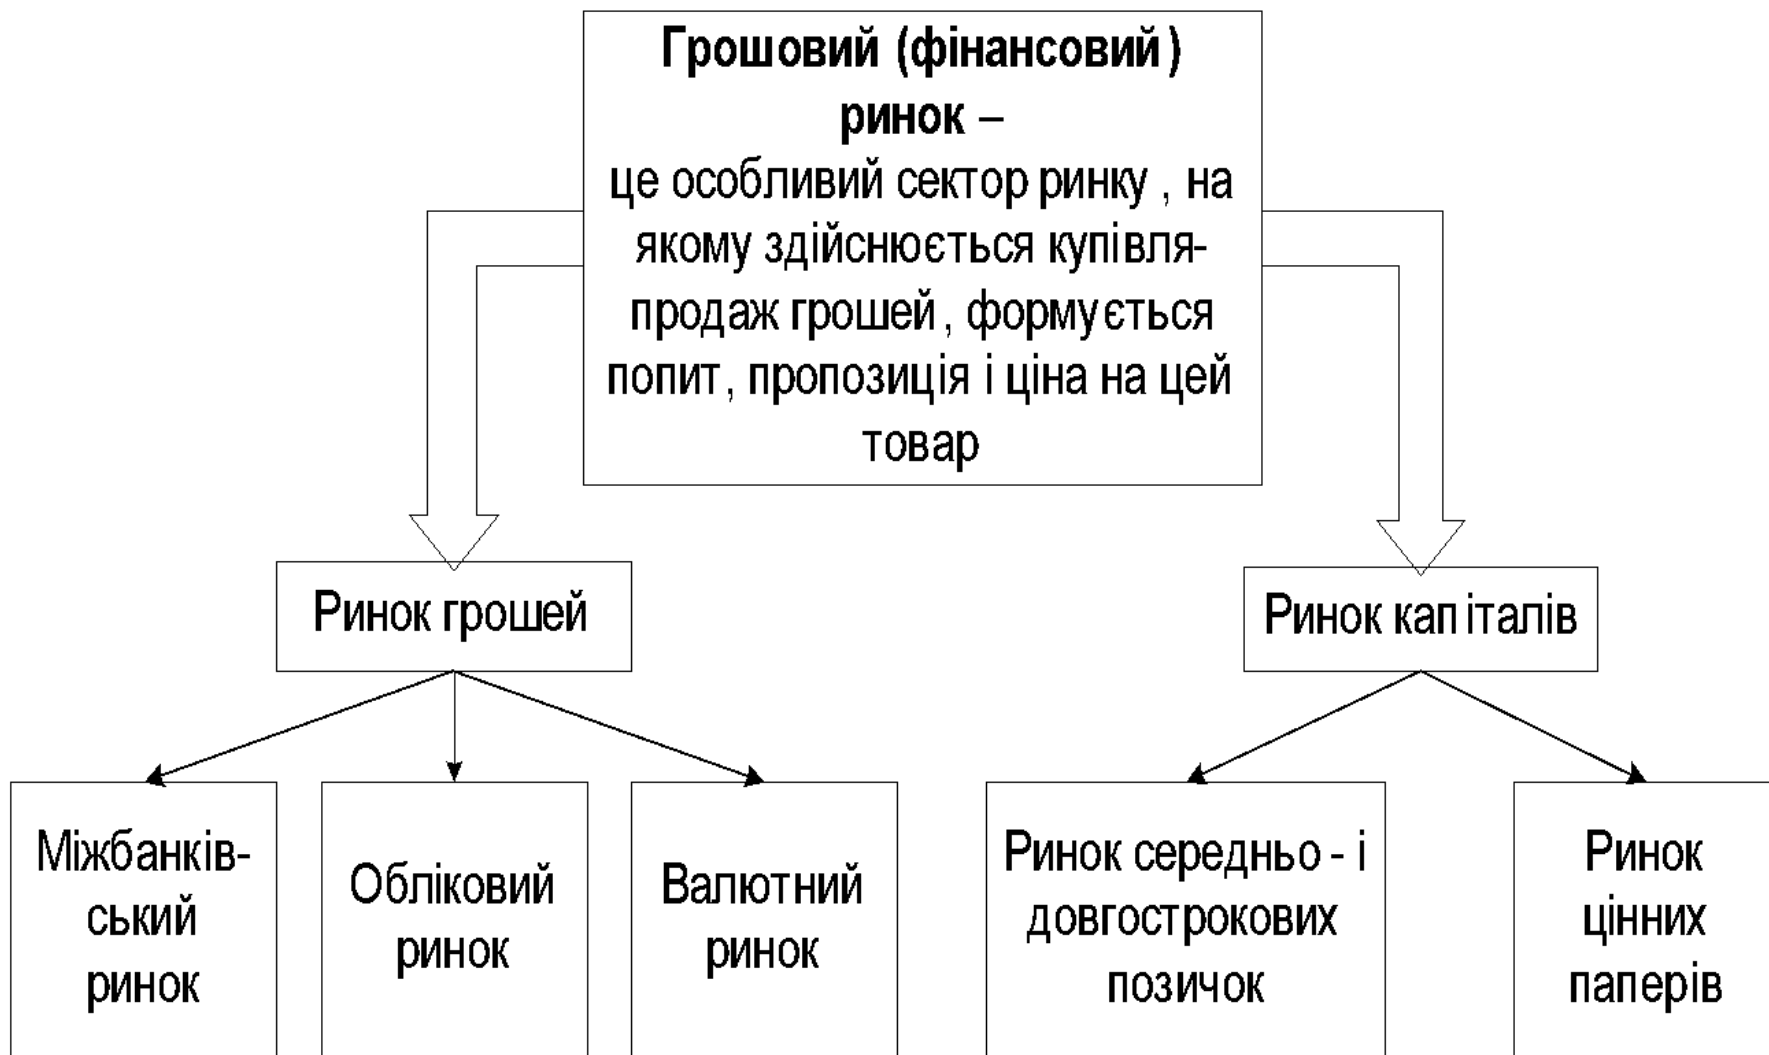 Грошовий (фінансовий)
ринок –
це особливий сектор ринку , на
якому здійснюється купівля-
продаж грошей, формується
попит, пропозиція і ціна на цей
товар
Ринок грошей
Ринок капіталів
Міжбанків-
ський
ринок
Обліковий
ринок
Валютний
ринок
Ринок середньо - і
довгострокових
позичок
Ринок
цінних
паперів